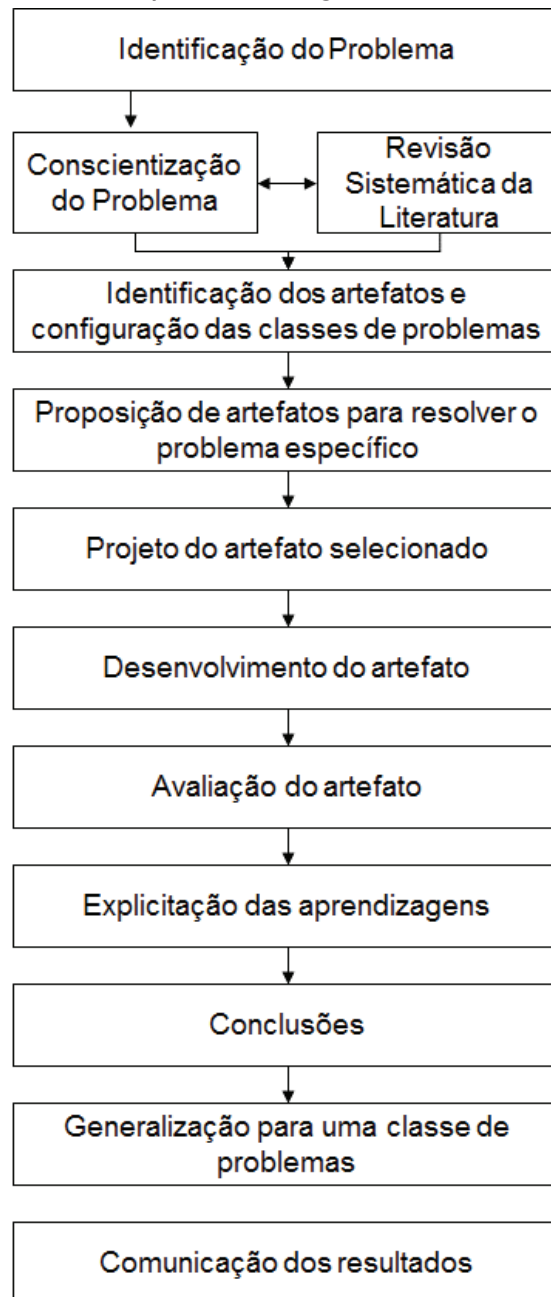 Identificação do Problema
Conscientização
do Problema
Revisão
Sistemática da
Literatura
Identificação dos artefatos e
configuração das classes de problemas
Proposição de artefatos para resolver o
problema específico
Projeto do artefato selecionado
Desenvolvimento do artefato
Avaliação do artefato
Explicitação das aprendizagens
Conclusões
Generalização para uma classe de
problemas
Comunicação dos resultados